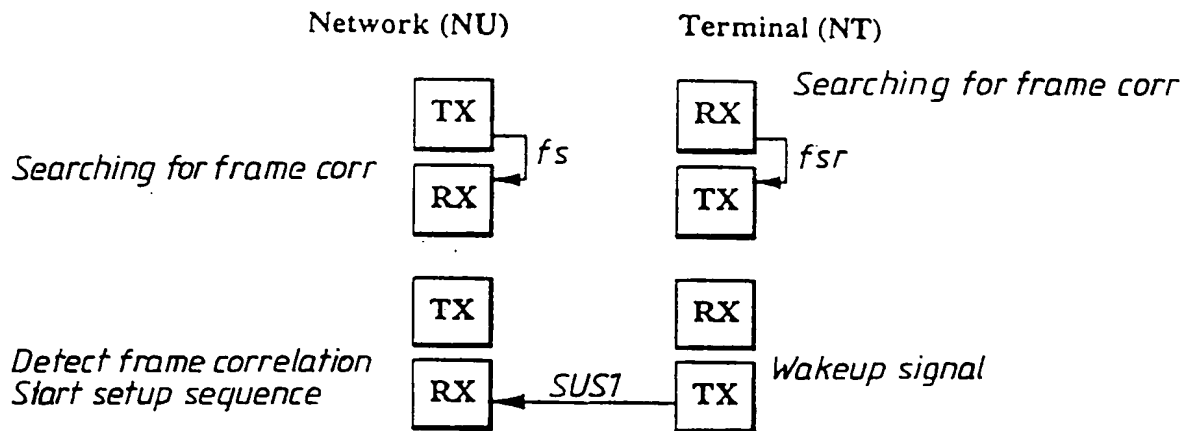 Network (NU)
Terminal (NT)
Searching for frame corr
TX
RX
fs
fsr
Searching for frame corr
RX
TX
TX
RX
Detect frame correlation
Start setup sequence
RX
SUS1
TX
Wakeup signal